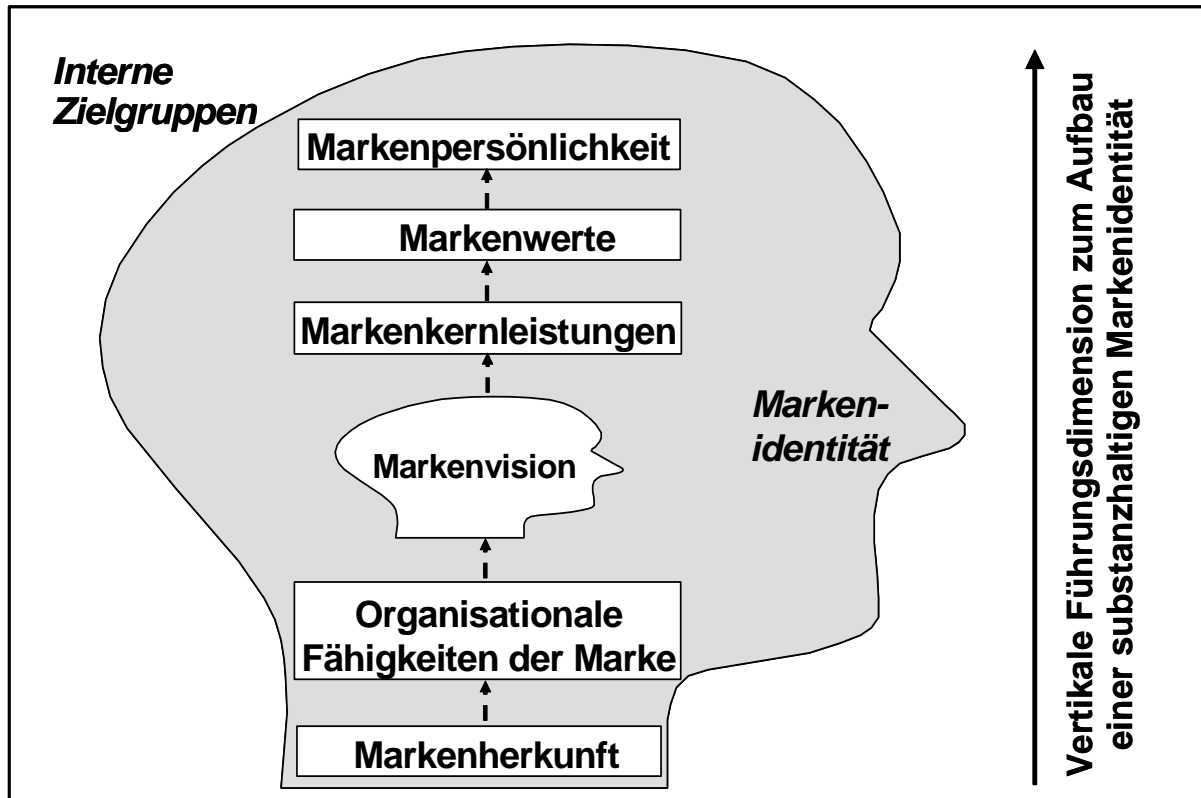 Interne
Zielgruppen
Markenpersönlichkeit
Markenwerte
Markenkernleistungen
Markenvision
Marken-
identität
Organisationale
Fähigkeiten der Marke
Markenherkunft
Vertikale Führungsdimension zum Aufbau
einer substanzhaltigen Markenidentität